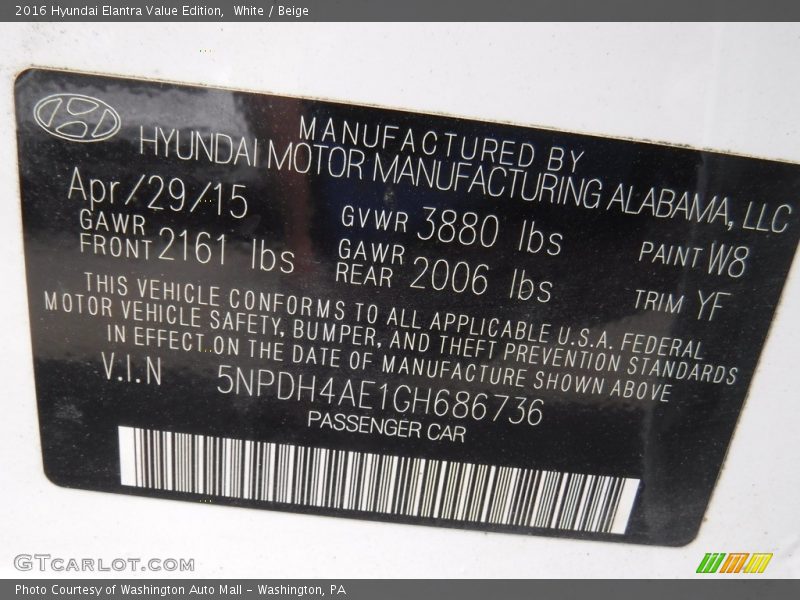 2016 Hyundai Elantra Value Edition,  White / Beige
MANUFACTURED BY
HYUNDAI MOTOR MANUFACTURING ALABAMA, LLC
Apr/29/15
GVWR 3880 lbs
PAINT W8
GAWR FRONT 2161 lbs
GAWR REAR 2006 lbs
TRIM YF
THIS VEHICLE CONFORMS TO ALL APPLICABLE U.S.A. FEDERAL
MOTOR VEHICLE SAFETY, BUMPER, AND THEFT PREVENTION STANDARDS
IN EFFECT ON THE DATE OF MANUFACTURE SHOWN ABOVE
V.I.N 5NPDH4AE1GH686736
PASSENGER CAR
GTCARLOT.COM
Photo Courtesy of Washington Auto Mall - Washington, PA